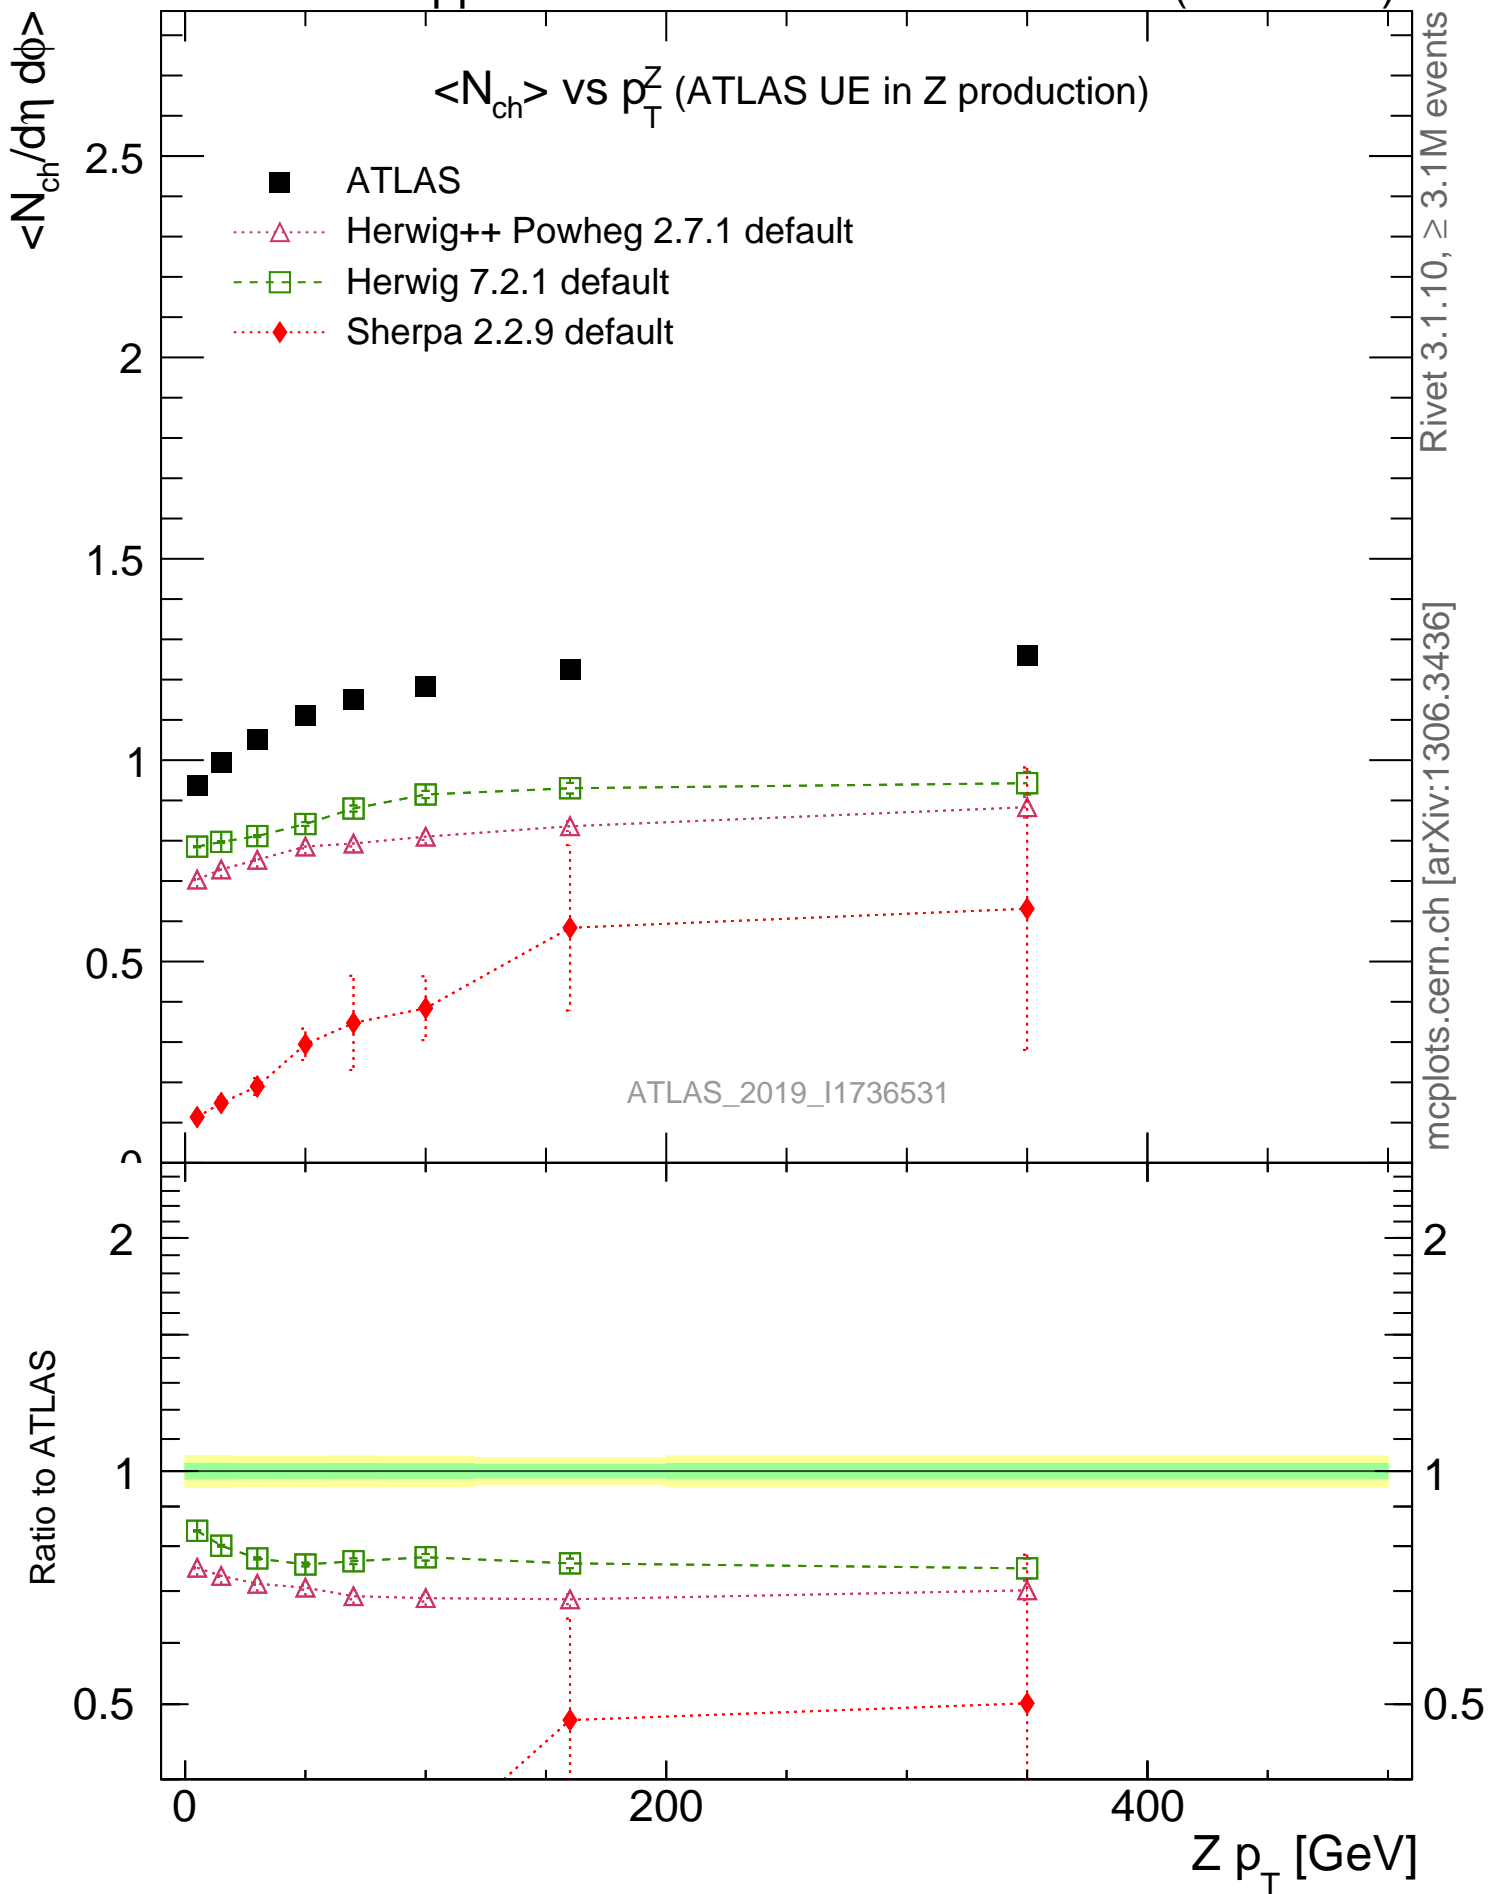 pp
<N_ch/dη dϕ>
<N_ch> vs p_T^Z (ATLAS UE in Z production)
ATLAS
Herwig++ Powheg 2.7.1 default
Herwig 7.2.1 default
Sherpa 2.2.9 default
2.5
2
1.5
1
0.5
0
ATLAS_2019_I1736531
Rivet 3.1.10, ≥ 3.1M events
mcplots.cern.ch [arXiv:1306.3436]
Ratio to ATLAS
2
1
0.5
2
1
0.5
0
200
400
Z p_T [GeV]